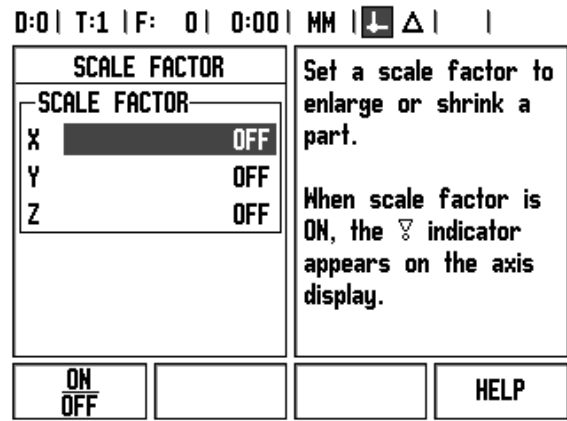 D:0 | T:1 | F: 0 | 0:00 | MM | Δ | |
SCALE FACTOR
SCALE FACTOR
X OFF
Y OFF
Z OFF
Set a scale factor to
enlarge or shrink a
part.
When scale factor is
ON, the indicator
appears on the axis
display.
ON
OFF
HELP